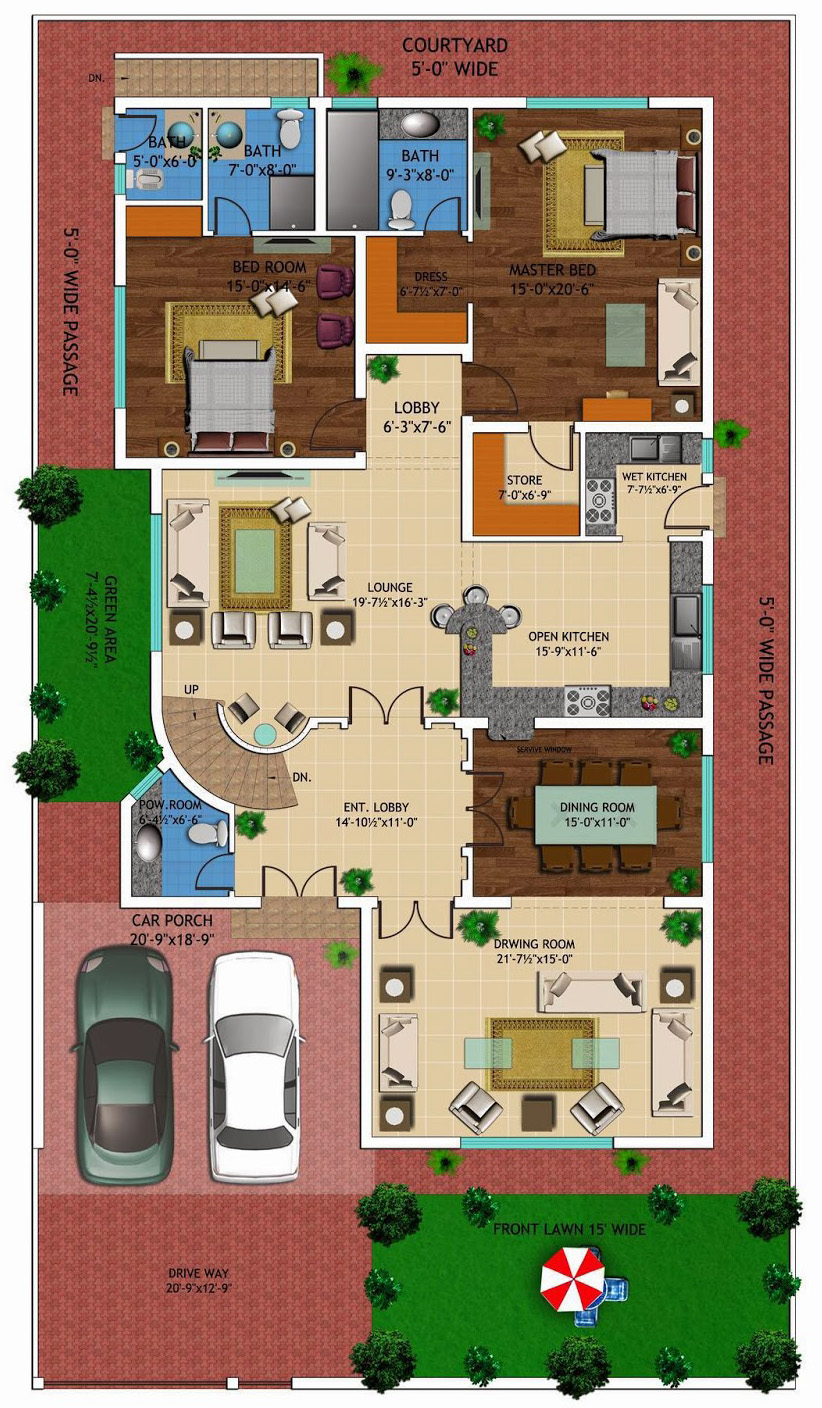 COURTYARD
5'-0" WIDE
DN.
BATH
5'-0"x6'-0"
BATH
7'-0"x8'-0"
BATH
9'-3"x8'-0"
5'-0" WIDE PASSAGE
BED ROOM
15'-0"x14'-6"
DRESS
6'-7½"x7'-0"
MASTER BED
15'-0"x20'-6"
LOBBY
6'-3"x7'-6"
STORE
7'-0"x6'-9"
WET KITCHEN
7'-7½"x6'-9"
GREEN AREA
7'-4½x20'-9½"
LOUNGE
19'-7½"x16'-3"
OPEN KITCHEN
15'-9"x11'-6"
5'-0" WIDE PASSAGE
UP
DN.
SERVIVE WINDOW
POW.ROOM
6'-4½"x6'-6"
ENT. LOBBY
14'-10½"x11'-0"
DINING ROOM
15'-0"x11'-0"
CAR PORCH
20'-9"x18'-9"
DRWING ROOM
21'-7½"x15'-0"
FRONT LAWN 15' WIDE
DRIVE WAY
20'-9"x12'-9"